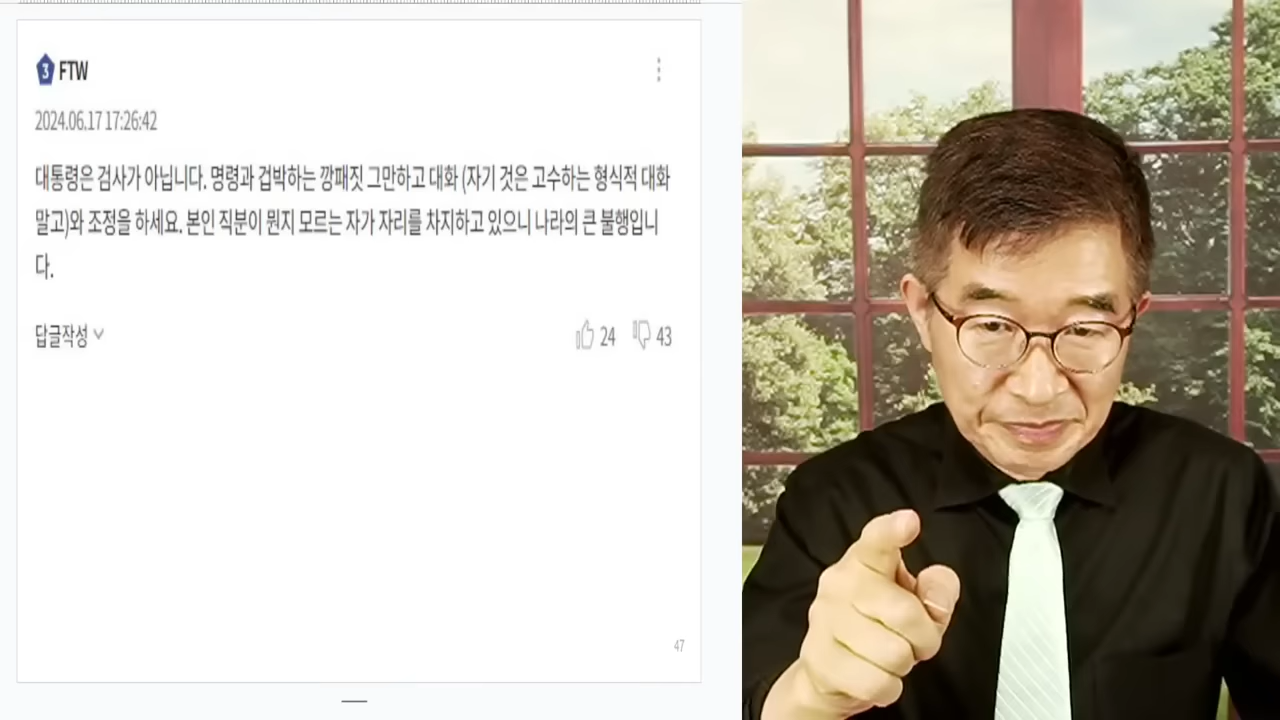 3 FTW
2024.06.17 17:26:42
대통령은 검사가 아닙니다. 명령과 겁박하는 깡패짓 그만하고 대화 (자기 것은 고수하는 형식적 대화
말고)와 조정을 하세요. 본인 직분이 뭔지 모르는 자가 자리를 차지하고 있으니 나라의 큰 불행입니
다.
답글작성
24 43
47